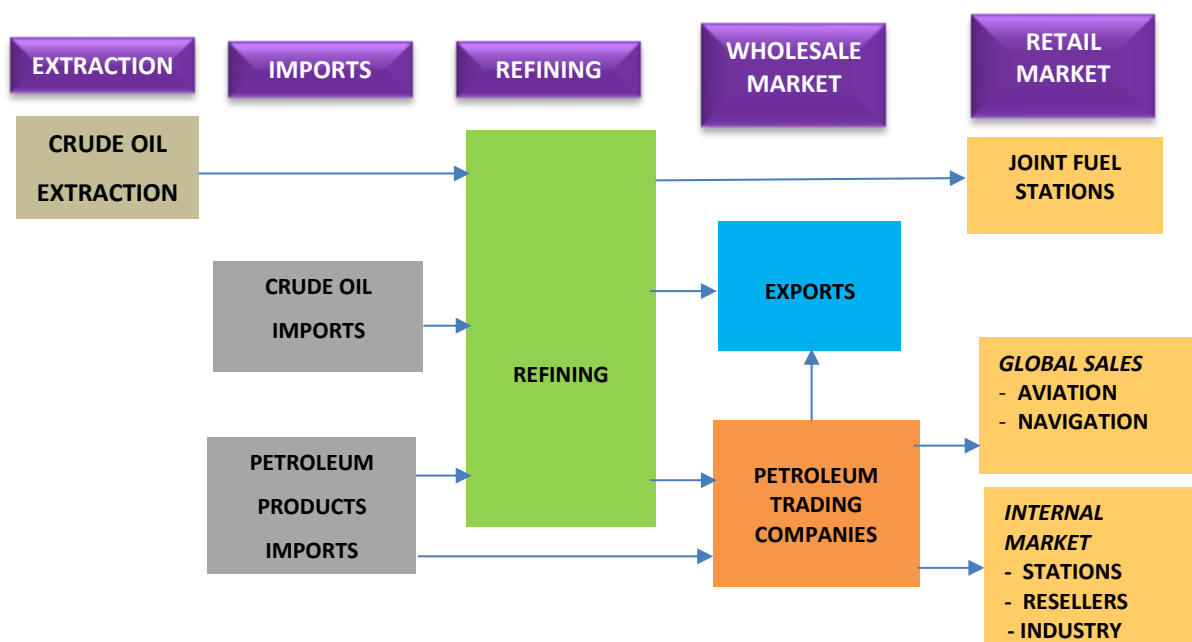 EXTRACTION
IMPORTS
REFINING
WHOLESALE
MARKET
RETAIL
MARKET
CRUDE OIL
EXTRACTION
JOINT FUEL
STATIONS
CRUDE OIL
IMPORTS
EXPORTS
REFINING
GLOBAL SALES
- AVIATION
- NAVIGATION
PETROLEUM
PRODUCTS
IMPORTS
PETROLEUM
TRADING
COMPANIES
INTERNAL
MARKET
- STATIONS
- RESELLERS
- INDUSTRY